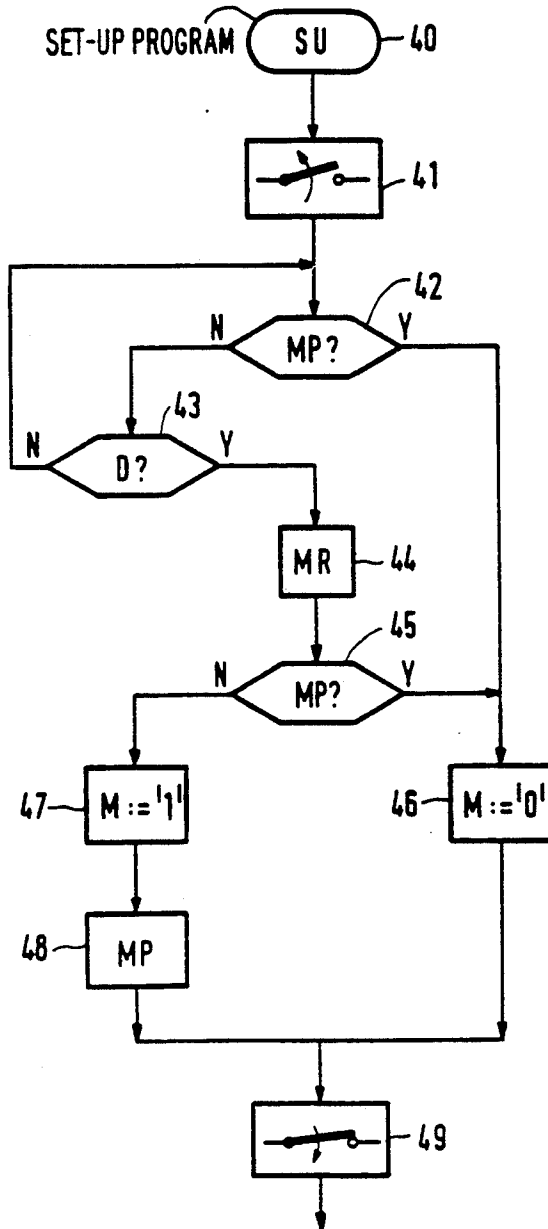 SET-UP PROGRAM SU 40
41
42
N MP? Y
43
N D? Y
MR 44
45
N MP? Y
47 M := '1' 46 M := '0'
48 MP
49